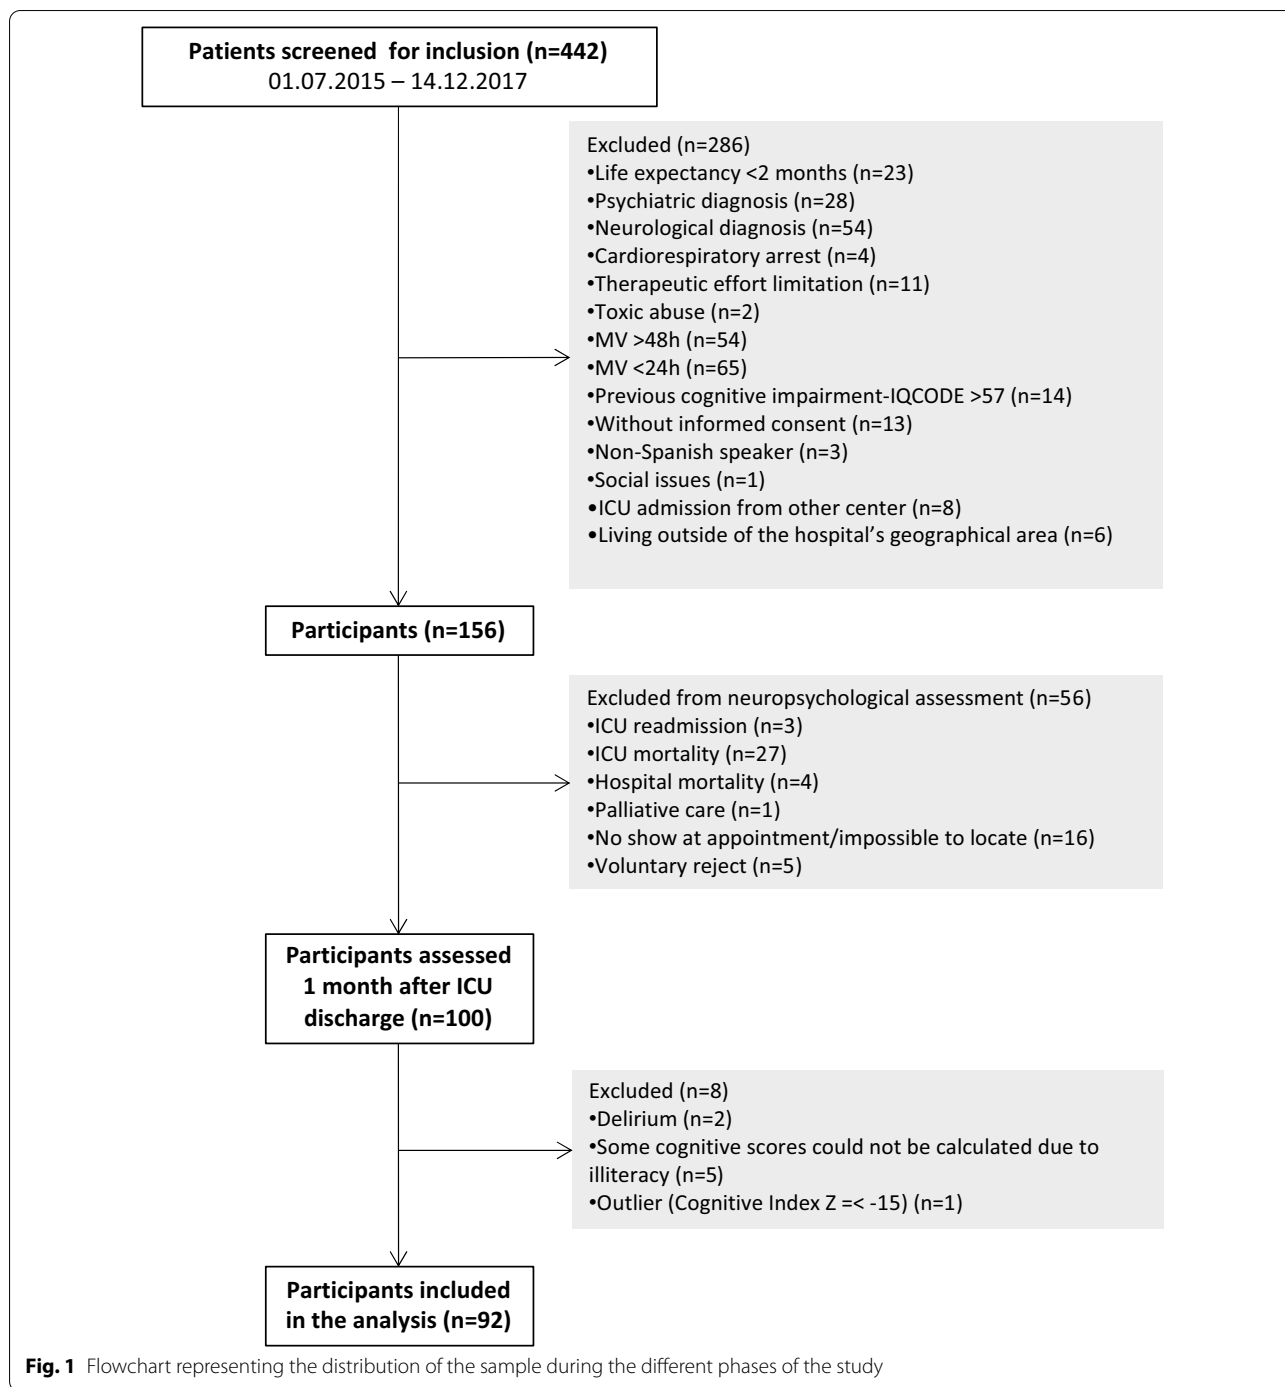 Patients screened for inclusion (n=442)
01.07.2015 – 14.12.2017
Excluded (n=286)
•Life expectancy <2 months (n=23)
•Psychiatric diagnosis (n=28)
•Neurological diagnosis (n=54)
•Cardiorespiratory arrest (n=4)
•Therapeutic effort limitation (n=11)
•Toxic abuse (n=2)
•MV >48h (n=54)
•MV <24h (n=65)
•Previous cognitive impairment-IQCODE >57 (n=14)
•Without informed consent (n=13)
•Non-Spanish speaker (n=3)
•Social issues (n=1)
•ICU admission from other center (n=8)
•Living outside of the hospital's geographical area (n=6)
Participants (n=156)
Excluded from neuropsychological assessment (n=56)
•ICU readmission (n=3)
•ICU mortality (n=27)
•Hospital mortality (n=4)
•Palliative care (n=1)
•No show at appointment/impossible to locate (n=16)
•Voluntary reject (n=5)
Participants assessed
1 month after ICU
discharge (n=100)
Excluded (n=8)
•Delirium (n=2)
•Some cognitive scores could not be calculated due to
illiteracy (n=5)
•Outlier (Cognitive Index Z =< -15) (n=1)
Participants included
in the analysis (n=92)
Fig. 1 Flowchart representing the distribution of the sample during the different phases of the study